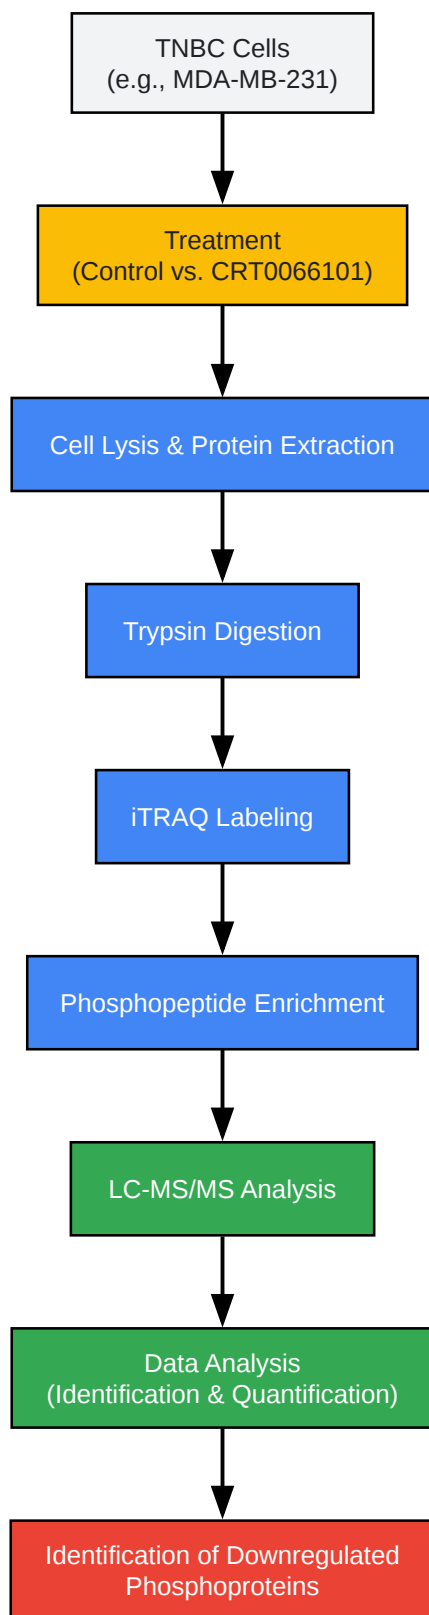 TNBC Cells
(e.g., MDA-MB-231)
Treatment
(Control vs. CRT0066101)
Cell Lysis & Protein Extraction
Trypsin Digestion
iTRAQ Labeling
Phosphopeptide Enrichment
LC-MS/MS Analysis
Data Analysis
(Identification & Quantification)
Identification of Downregulated
Phosphoproteins